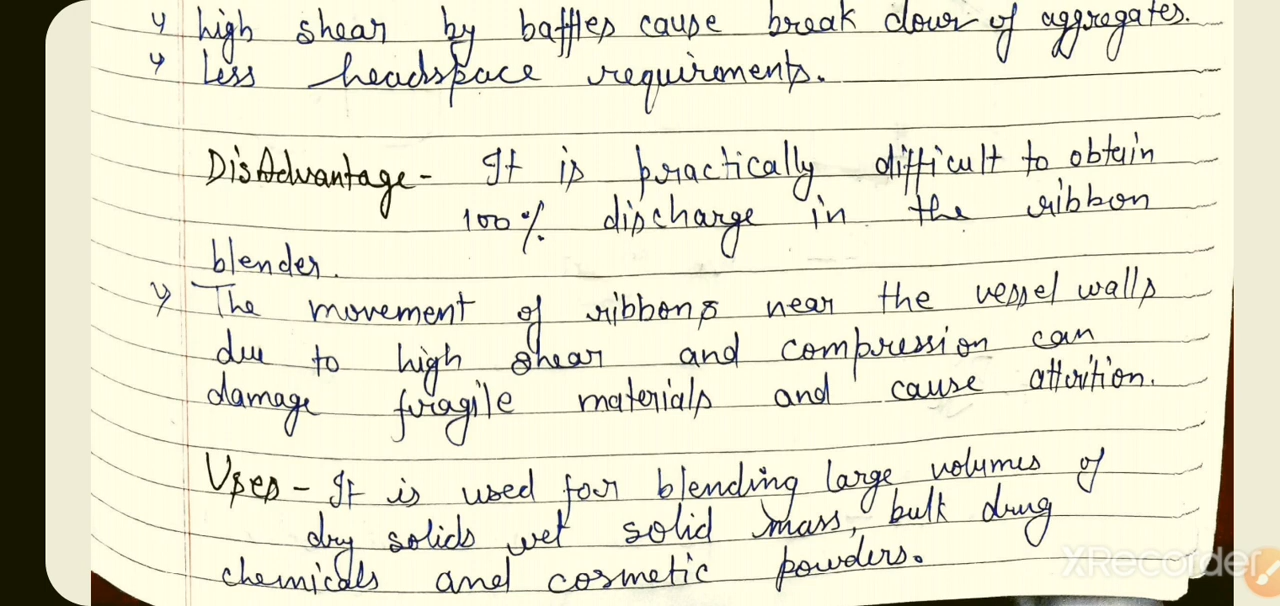 high shear by baffles cause break down of aggregates.
Less headspace requirements.
DisAdvantage - It is practically difficult to obtain
100% discharge in the ribbon
blender.
The movement of ribbons near the vessel walls
due to high shear and compression can
damage fragile materials and cause attrition.
Uses - It is used for blending large volumes of
dry solids wet solid mass, bulk drug
chemicals and cosmetic powders.
XRecorder